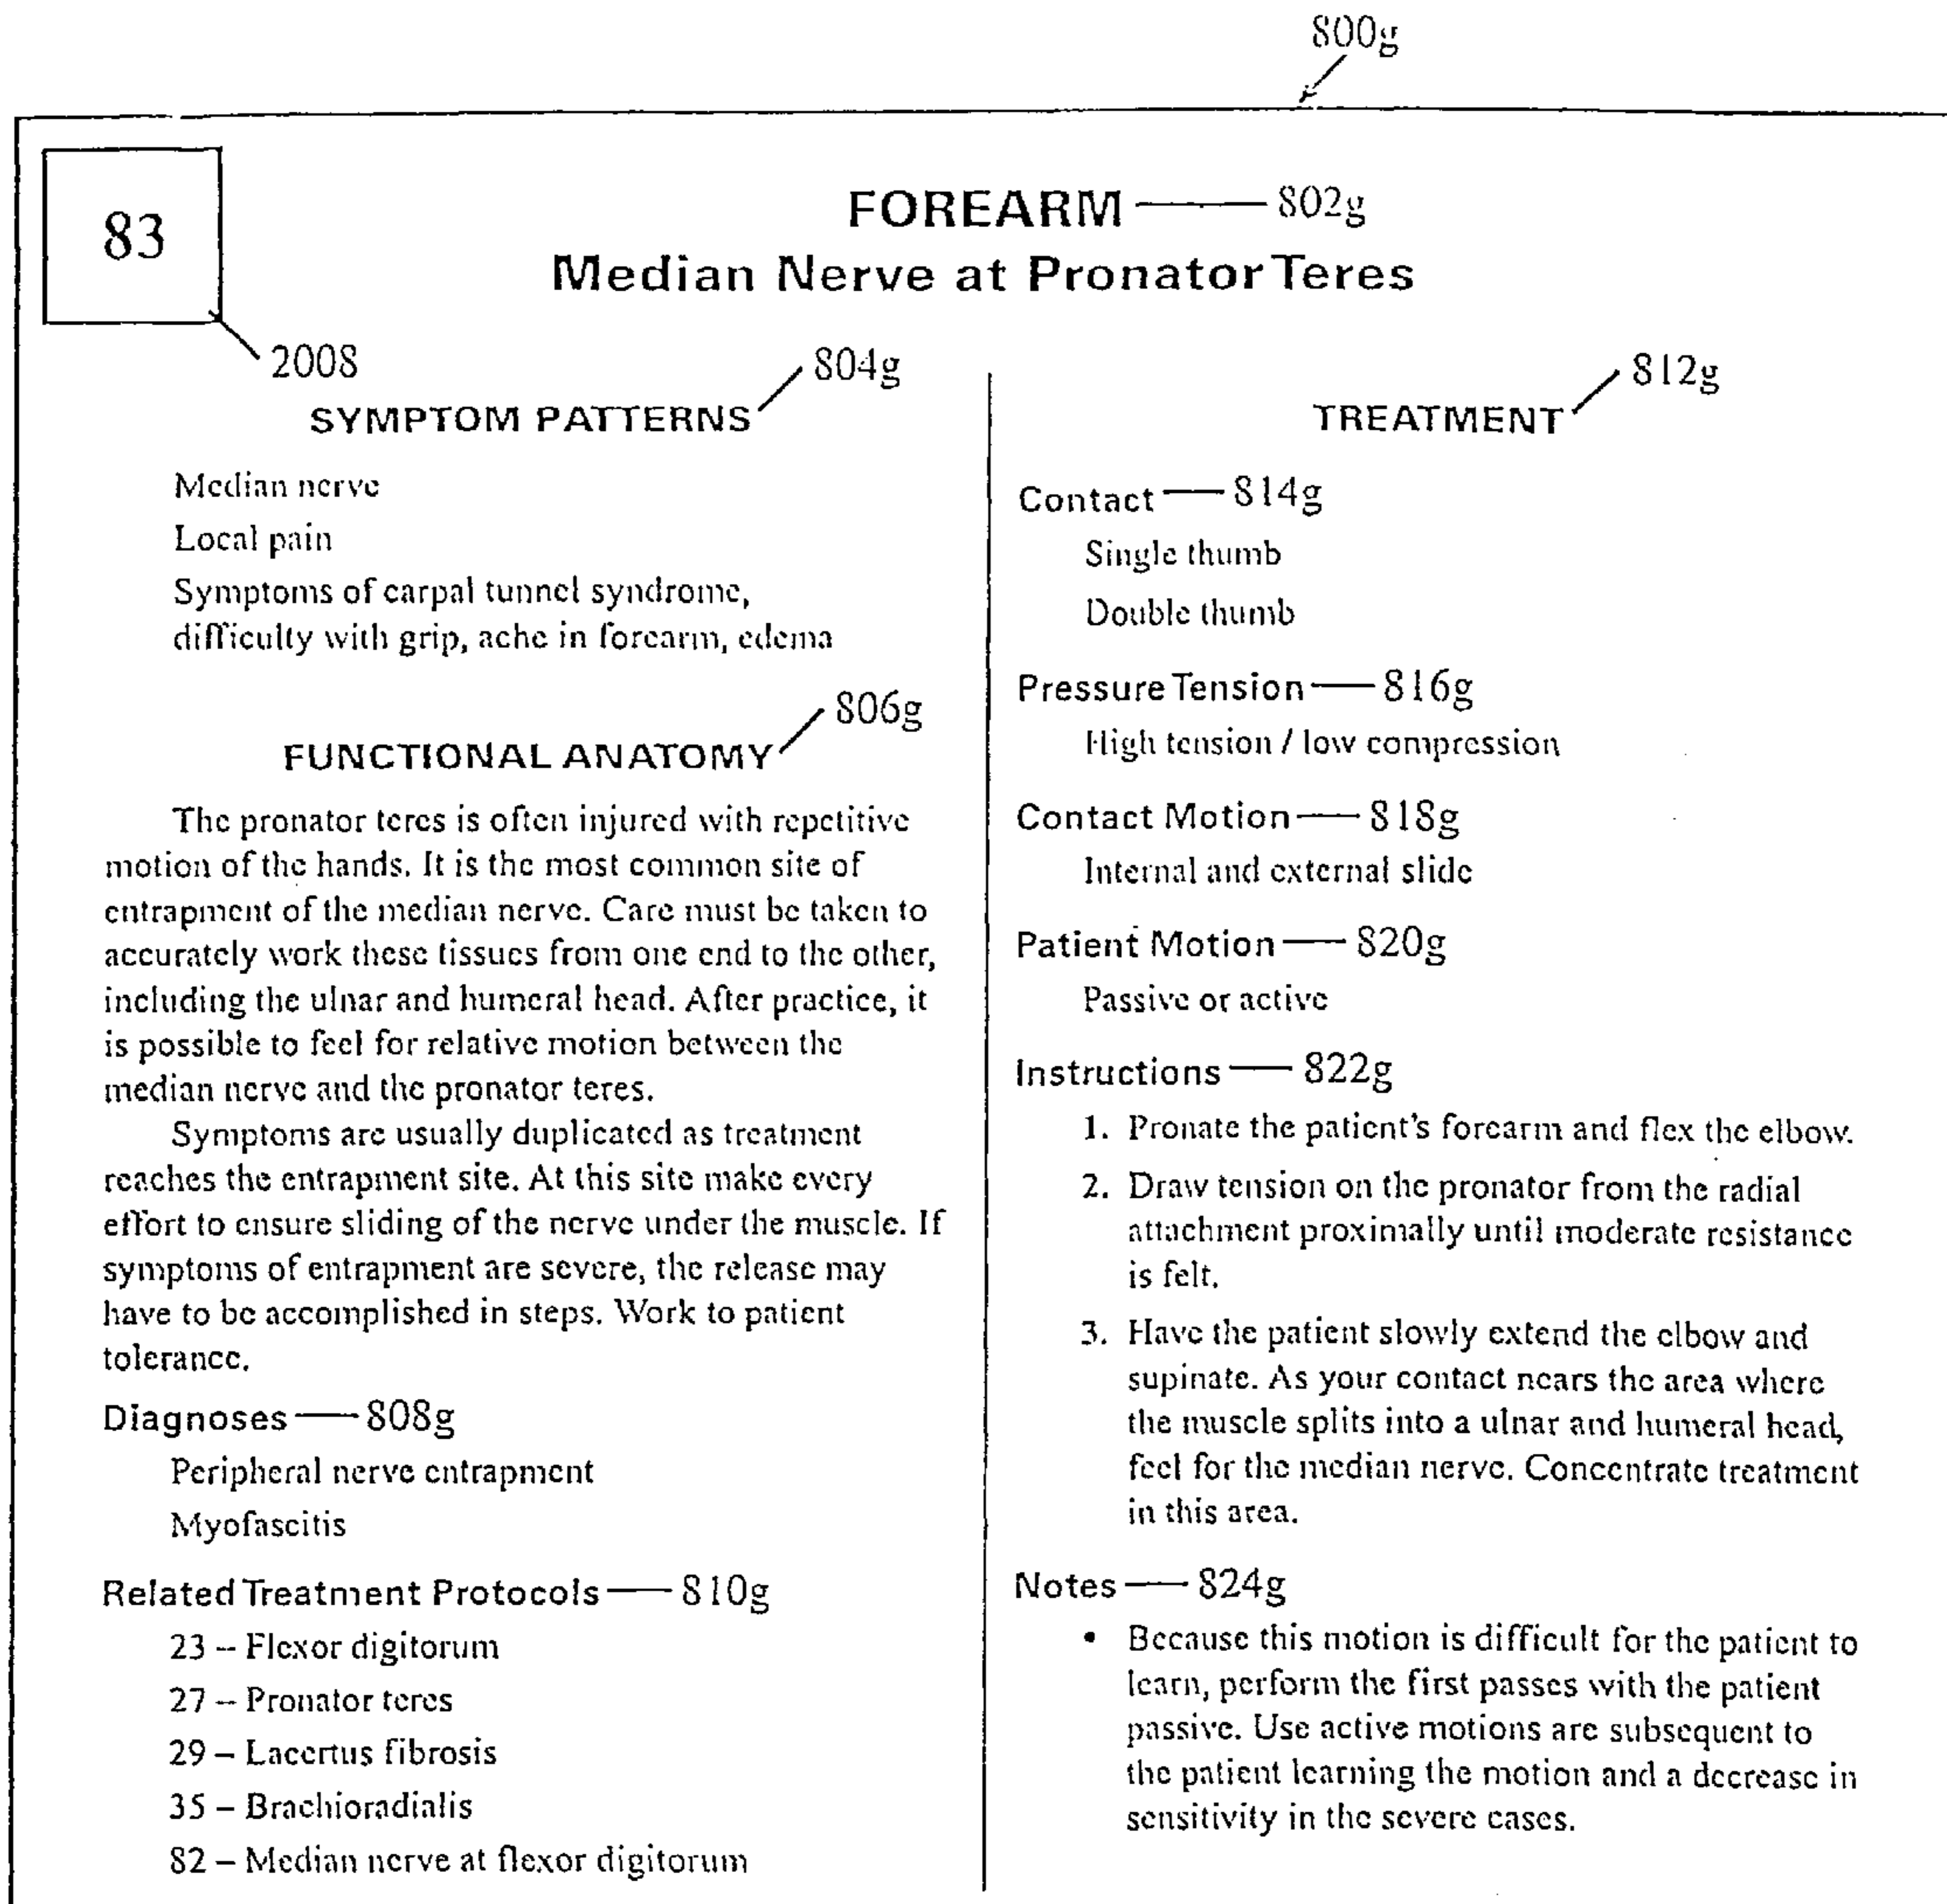 800g
83
FOREARM — 802g
Median Nerve at Pronator Teres
2008
804g
SYMPTOM PATTERNS
Median nerve
Local pain
Symptoms of carpal tunnel syndrome,
difficulty with grip, ache in forearm, edema
806g
FUNCTIONAL ANATOMY
The pronator teres is often injured with repetitive
motion of the hands. It is the most common site of
entrapment of the median nerve. Care must be taken to
accurately work these tissues from one end to the other,
including the ulnar and humeral head. After practice, it
is possible to feel for relative motion between the
median nerve and the pronator teres.
Symptoms are usually duplicated as treatment
reaches the entrapment site. At this site make every
effort to ensure sliding of the nerve under the muscle. If
symptoms of entrapment are severe, the release may
have to be accomplished in steps. Work to patient
tolerance.
Diagnoses — 808g
Peripheral nerve entrapment
Myofascitis
Related Treatment Protocols — 810g
23 – Flexor digitorum
27 – Pronator teres
29 – Lacertus fibrosis
35 – Brachioradialis
82 – Median nerve at flexor digitorum
812g
TREATMENT
Contact — 814g
Single thumb
Double thumb
Pressure Tension — 816g
High tension / low compression
Contact Motion — 818g
Internal and external slide
Patient Motion — 820g
Passive or active
Instructions — 822g
1. Pronate the patient's forearm and flex the elbow.
2. Draw tension on the pronator from the radial
attachment proximally until moderate resistance
is felt.
3. Have the patient slowly extend the elbow and
supinate. As your contact nears the area where
the muscle splits into a ulnar and humeral head,
feel for the median nerve. Concentrate treatment
in this area.
Notes — 824g
• Because this motion is difficult for the patient to
learn, perform the first passes with the patient
passive. Use active motions are subsequent to
the patient learning the motion and a decrease in
sensitivity in the severe cases.